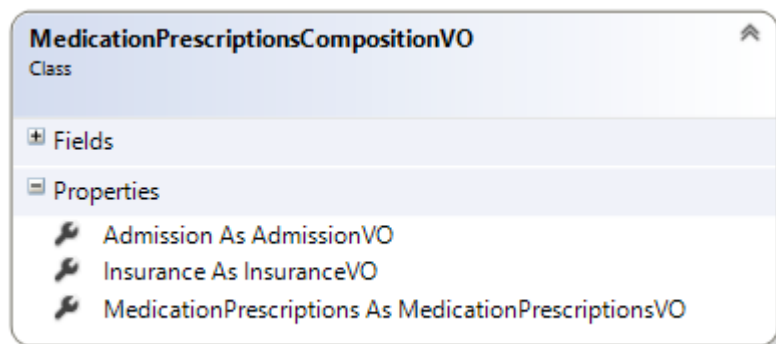 MedicationPrescriptionsCompositionVO
Class
Fields
Properties
Admission As AdmissionVO
Insurance As InsuranceVO
MedicationPrescriptions As MedicationPrescriptionsVO